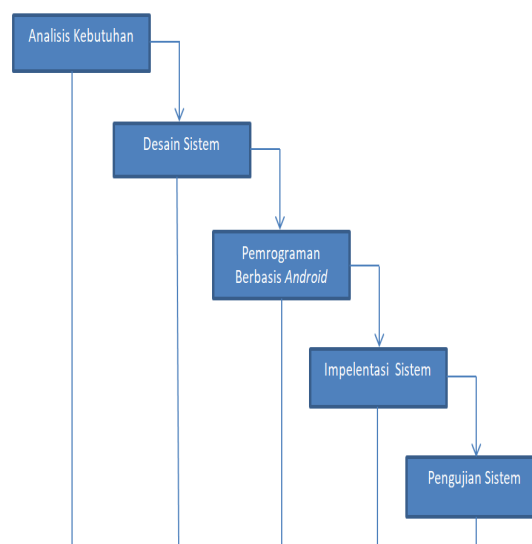 Analisis Kebutuhan
Desain Sistem
Pemrograman
Berbasis Android
Impelentasi Sistem
Pengujian Sistem